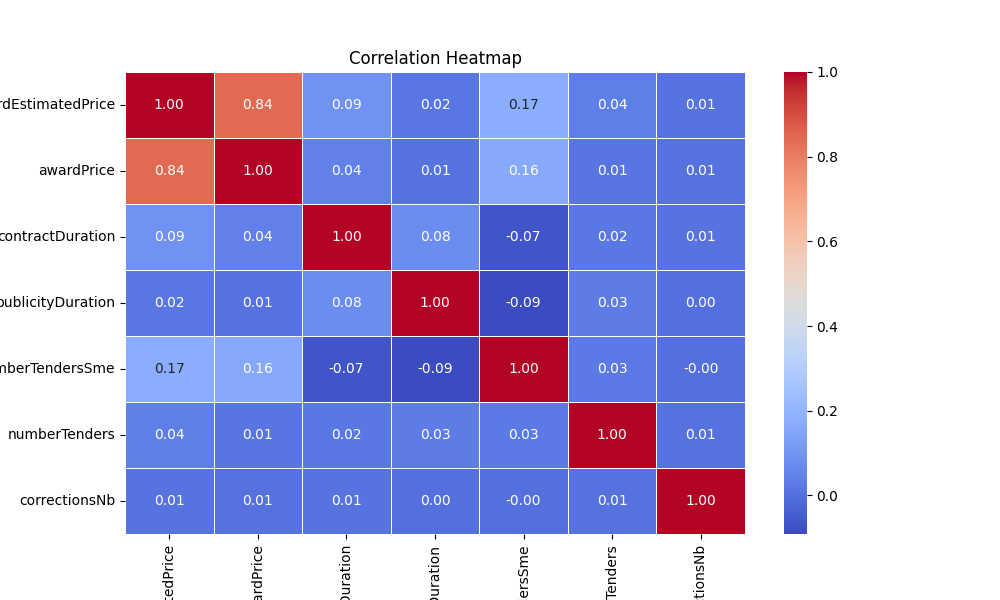 Correlation Heatmap
rdEstimatedPrice 1.00 0.84 0.09 0.02 0.17 0.04 0.01
awardPrice 0.84 1.00 0.04 0.01 0.16 0.01 0.01
contractDuration 0.09 0.04 1.00 0.08 -0.07 0.02 0.01
publicityDuration 0.02 0.01 0.08 1.00 -0.09 0.03 0.00
mberTendersSme 0.17 0.16 -0.07 -0.09 1.00 0.03 -0.00
numberTenders 0.04 0.01 0.02 0.03 0.03 1.00 0.01
correctionsNb 0.01 0.01 0.01 0.00 -0.00 0.01 1.00
tedPrice
ardPrice
Duration
Duration
ersSme
Tenders
tionsNb
1.0
0.8
0.6
0.4
0.2
0.0